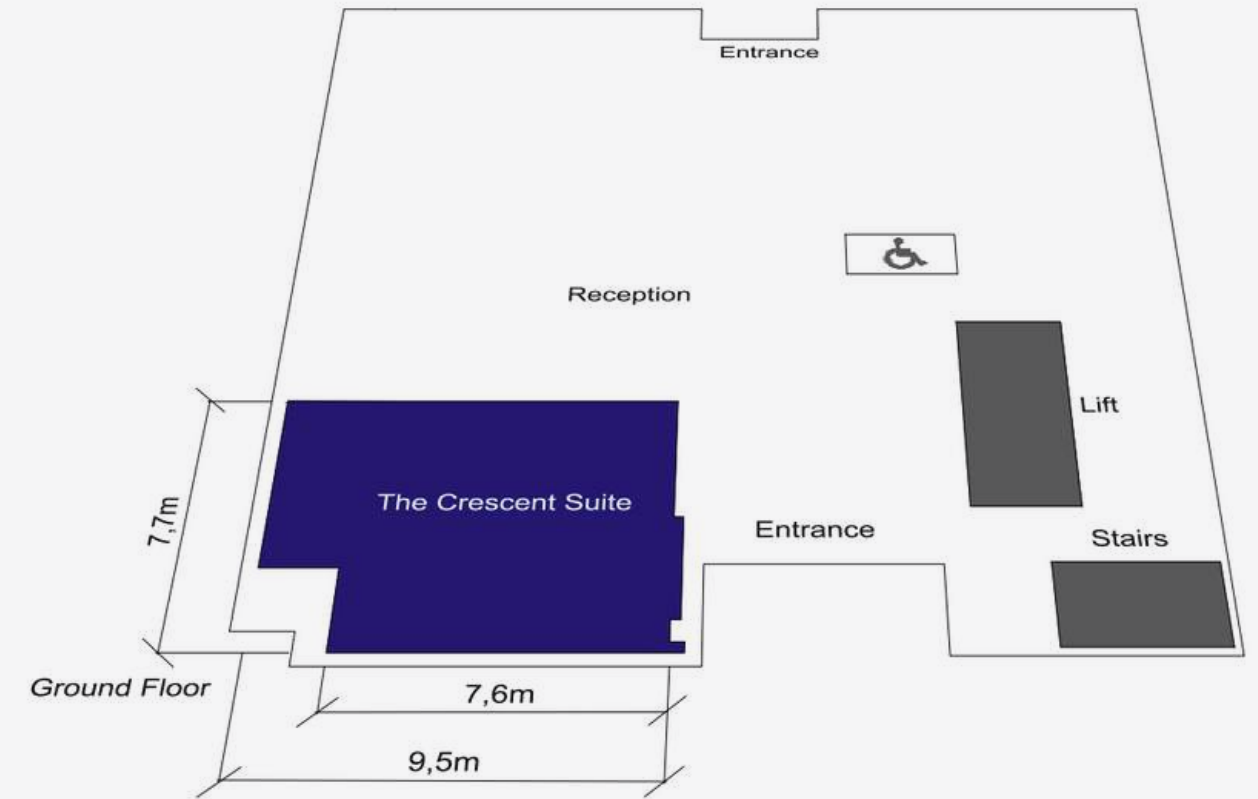 Entrance
Reception
Lift
The Crescent Suite
7,7m
Entrance
Stairs
Ground Floor
7,6m
9,5m